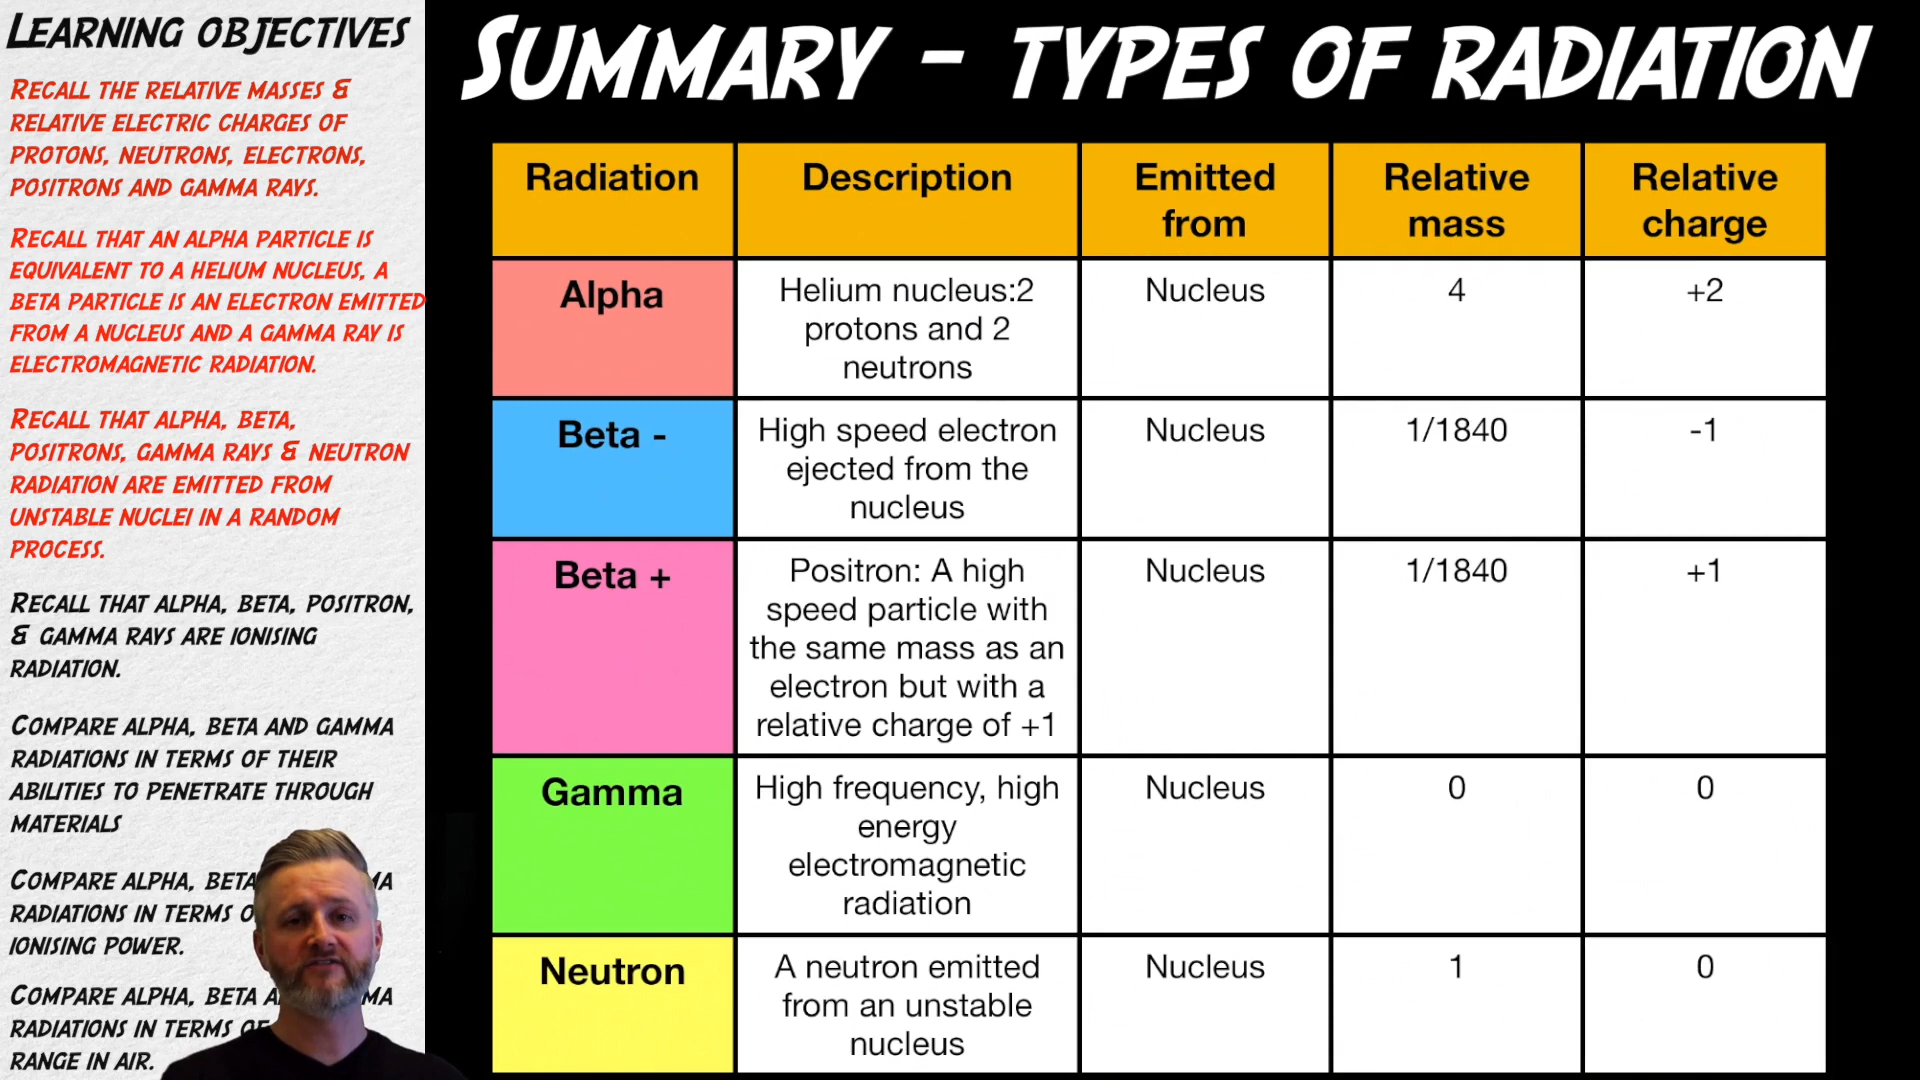 LEARNING OBJECTIVES
RECALL THE RELATIVE MASSES &
RELATIVE ELECTRIC CHARGES OF
PROTONS, NEUTRONS, ELECTRONS,
POSITRONS AND GAMMA RAYS.
RECALL THAT AN ALPHA PARTICLE IS
EQUIVALENT TO A HELIUM NUCLEUS, A
BETA PARTICLE IS AN ELECTRON EMITTED
FROM A NUCLEUS AND A GAMMA RAY IS
ELECTROMAGNETIC RADIATION.
RECALL THAT ALPHA, BETA,
POSITRONS, GAMMA RAYS & NEUTRON
RADIATION ARE EMITTED FROM
UNSTABLE NUCLEI IN A RANDOM
PROCESS.
RECALL THAT ALPHA, BETA, POSITRON,
& GAMMA RAYS ARE IONISING
RADIATION.
COMPARE ALPHA, BETA AND GAMMA
RADIATIONS IN TERMS OF THEIR
ABILITIES TO PENETRATE THROUGH
MATERIALS
COMPARE ALPHA, BETA
RADIATIONS IN TERMS
IONISING POWER.
COMPARE ALPHA, BETA
RADIATIONS IN TERMS OF
RANGE IN AIR.
SUMMARY - TYPES OF RADIATION
Radiation Description Emitted from Relative mass Relative charge
Alpha Helium nucleus:2 protons and 2 neutrons Nucleus 4 +2
Beta - High speed electron ejected from the nucleus Nucleus 1/1840 -1
Beta + Positron: A high speed particle with the same mass as an electron but with a relative charge of +1 Nucleus 1/1840 +1
Gamma High frequency, high energy electromagnetic radiation Nucleus 0 0
Neutron A neutron emitted from an unstable nucleus Nucleus 1 0